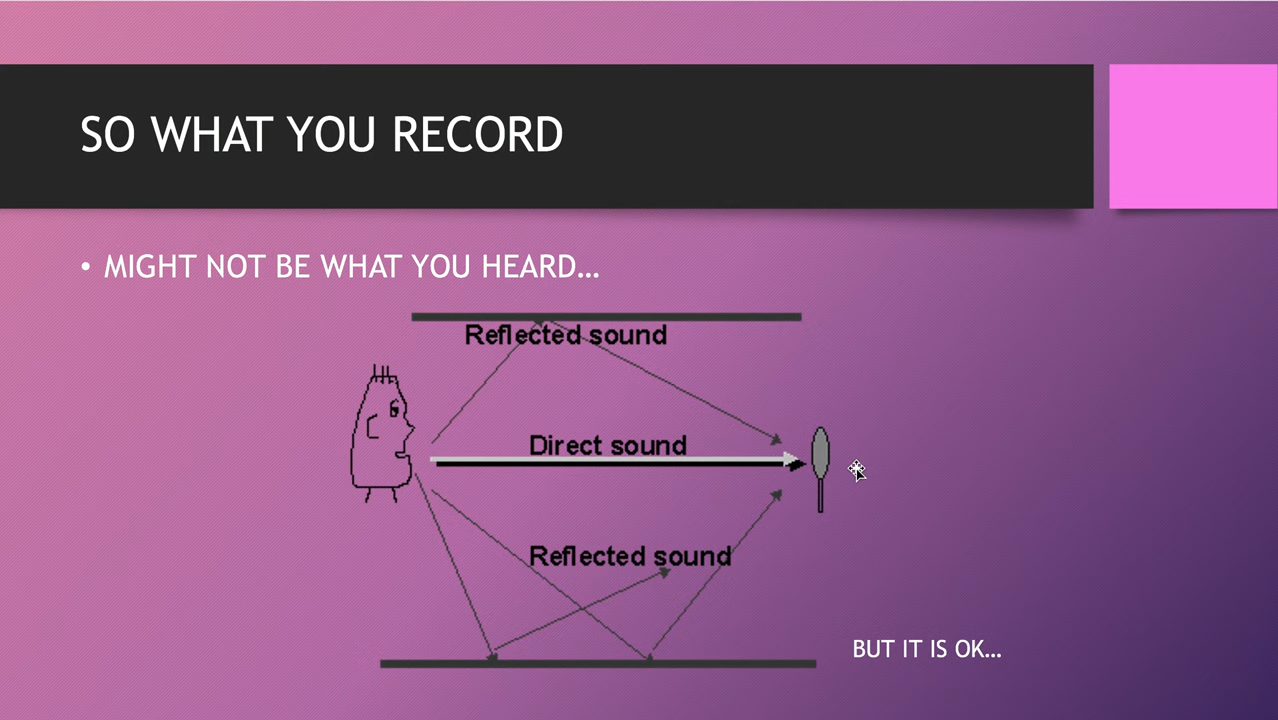 SO WHAT YOU RECORD
• MIGHT NOT BE WHAT YOU HEARD...
Reflected sound
Direct sound
Reflected sound
BUT IT IS OK...